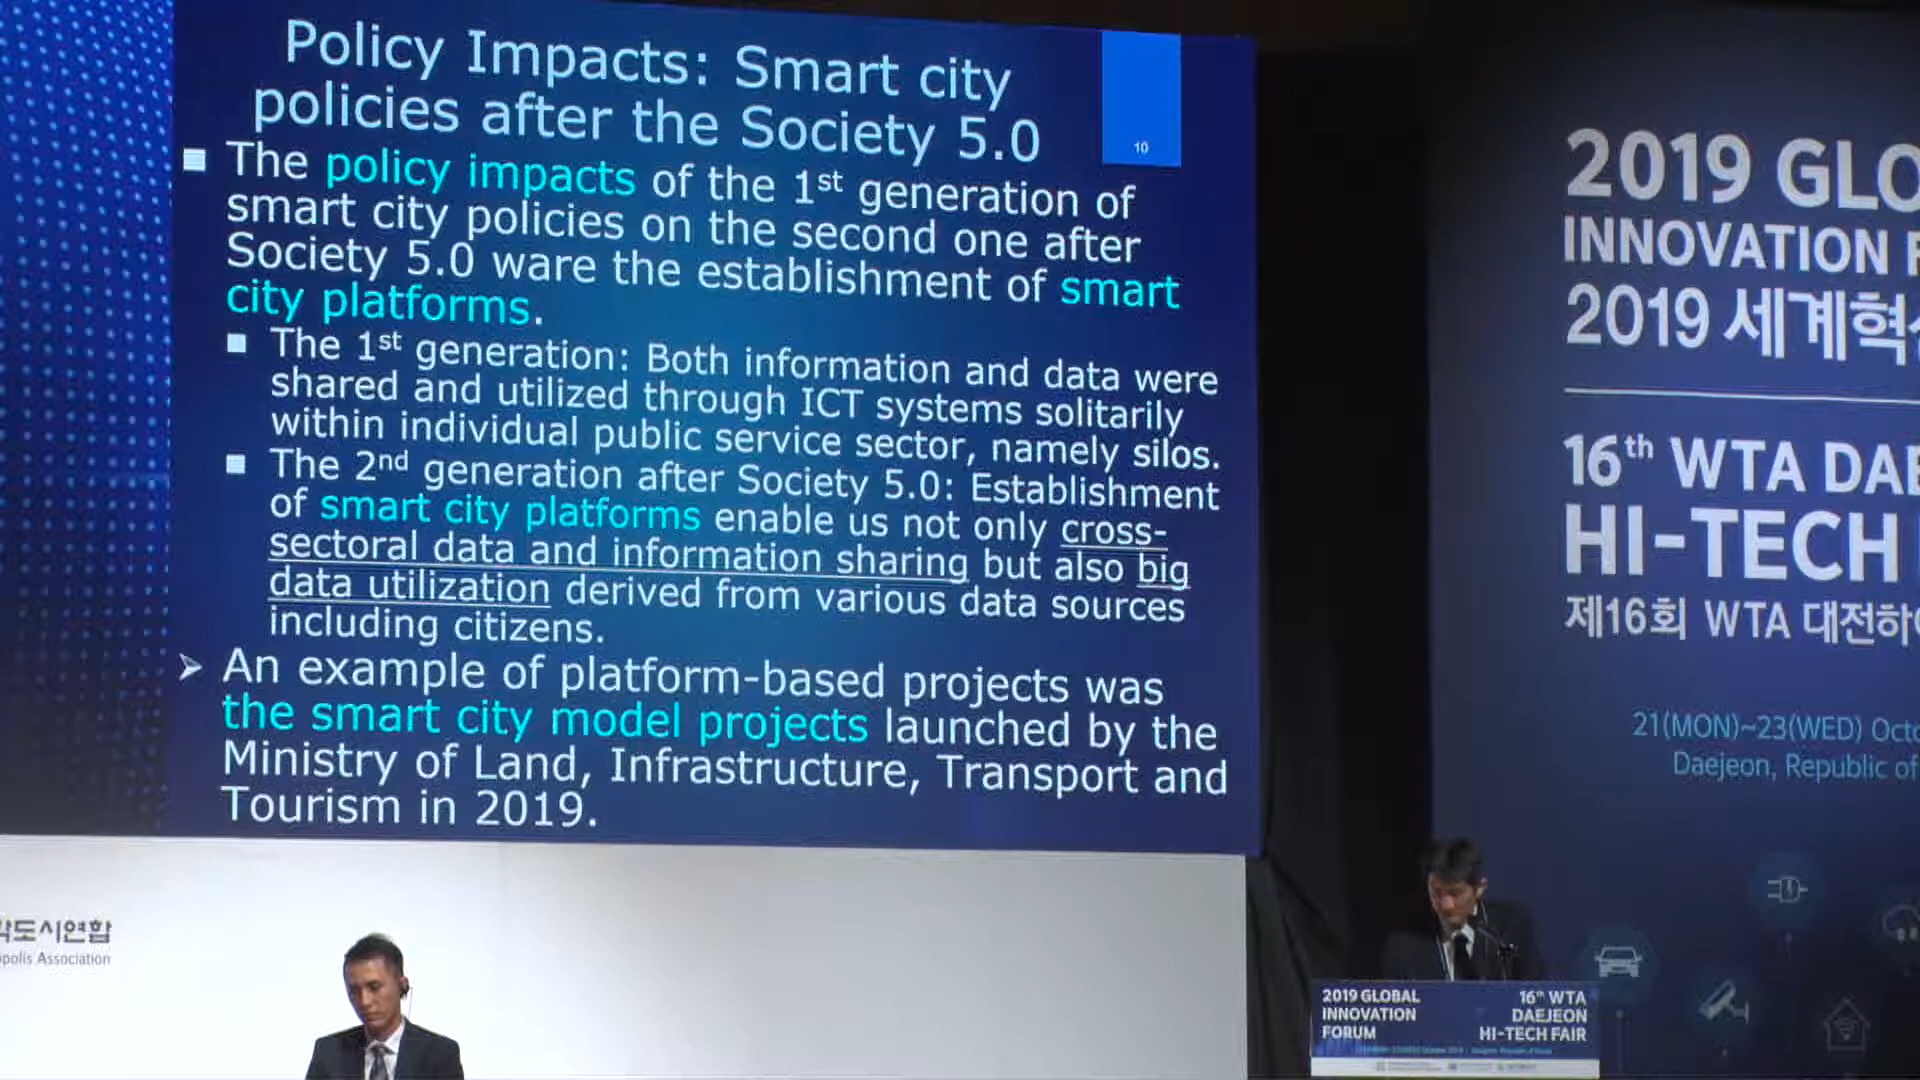 Policy Impacts: Smart city
policies after the Society 5.0
10
■ The policy impacts of the 1st generation of
smart city policies on the second one after
Society 5.0 ware the establishment of smart
city platforms.
■ The 1st generation: Both information and data were
shared and utilized through ICT systems solitarily
within individual public service sector, namely silos.
■ The 2nd generation after Society 5.0: Establishment
of smart city platforms enable us not only cross-
sectoral data and information sharing but also big
data utilization derived from various data sources
including citizens.
➢ An example of platform-based projects was
the smart city model projects launched by the
Ministry of Land, Infrastructure, Transport and
Tourism in 2019.
2019 GLO
INNOVATION F
2019 세계혁
16th WTA DAE
HI-TECH
제16회 WTA 대전하
21(MON)~23(WED) Octo
Daejeon, Republic of
도시연합
polis Association
2019 GLOBAL
INNOVATION
FORUM
16th WTA
DAEJEON
HI-TECH FAIR